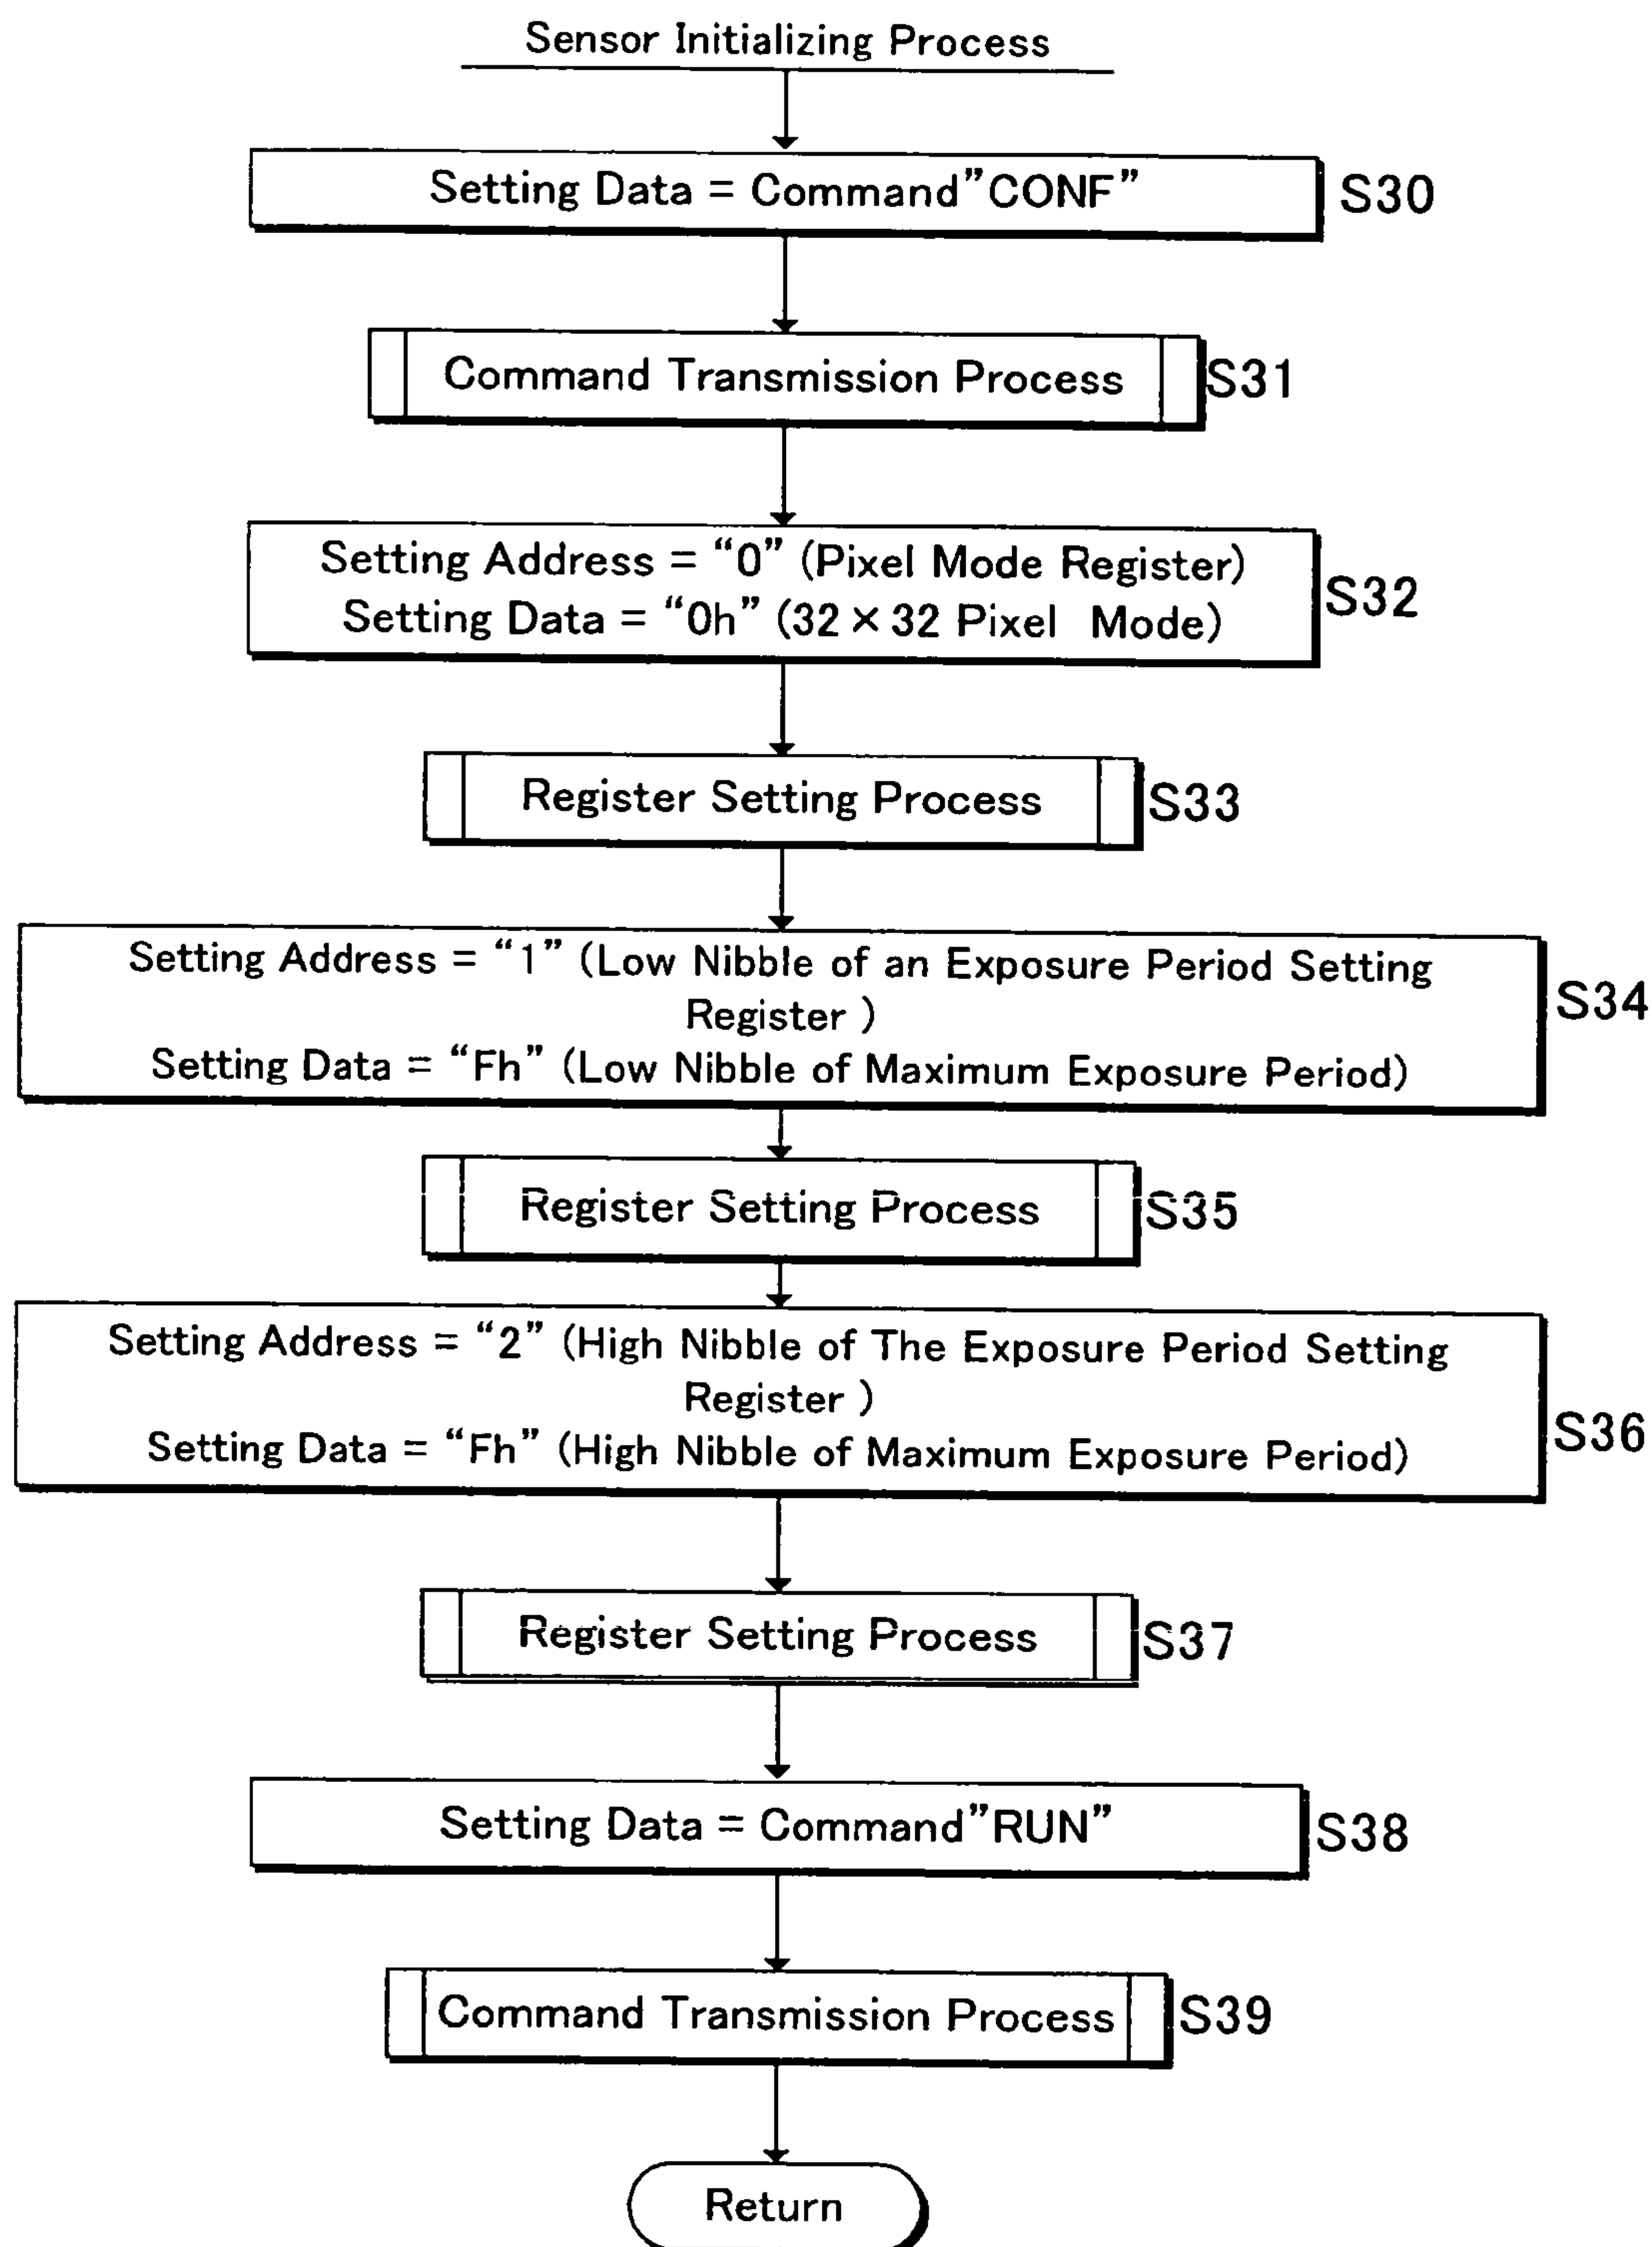 Sensor Initializing Process
Setting Data = Command”CONF”
S30
Command Transmission Process
S31
Setting Address = “0” (Pixel Mode Register)
Setting Data = “0h” (32×32 Pixel Mode)
S32
Register Setting Process
S33
Setting Address = “1” (Low Nibble of an Exposure Period Setting
Register )
Setting Data = “Fh” (Low Nibble of Maximum Exposure Period)
S34
Register Setting Process
S35
Setting Address = “2” (High Nibble of The Exposure Period Setting
Register )
Setting Data = “Fh” (High Nibble of Maximum Exposure Period)
S36
Register Setting Process
S37
Setting Data = Command”RUN”
S38
Command Transmission Process
S39
Return